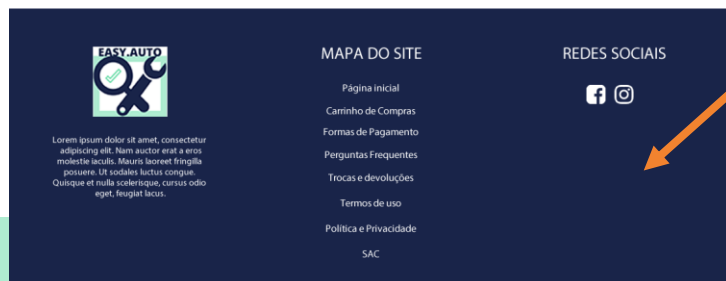 EASY.AUTO
Lorem ipsum dolor sit amet, consectetur
adipiscing elit. Nam auctor erat a eros
molestie iaculis. Mauris laoreet fringilla
posuere. Ut sodales luctus congue.
Quisque et nulla scelerisque, cursus odio
eget, feugiat lacus.
MAPA DO SITE
Página inicial
Carrinho de Compras
Formas de Pagamento
Perguntas Frequentes
Trocas e devoluções
Termos de uso
Política e Privacidade
SAC
REDES SOCIAIS